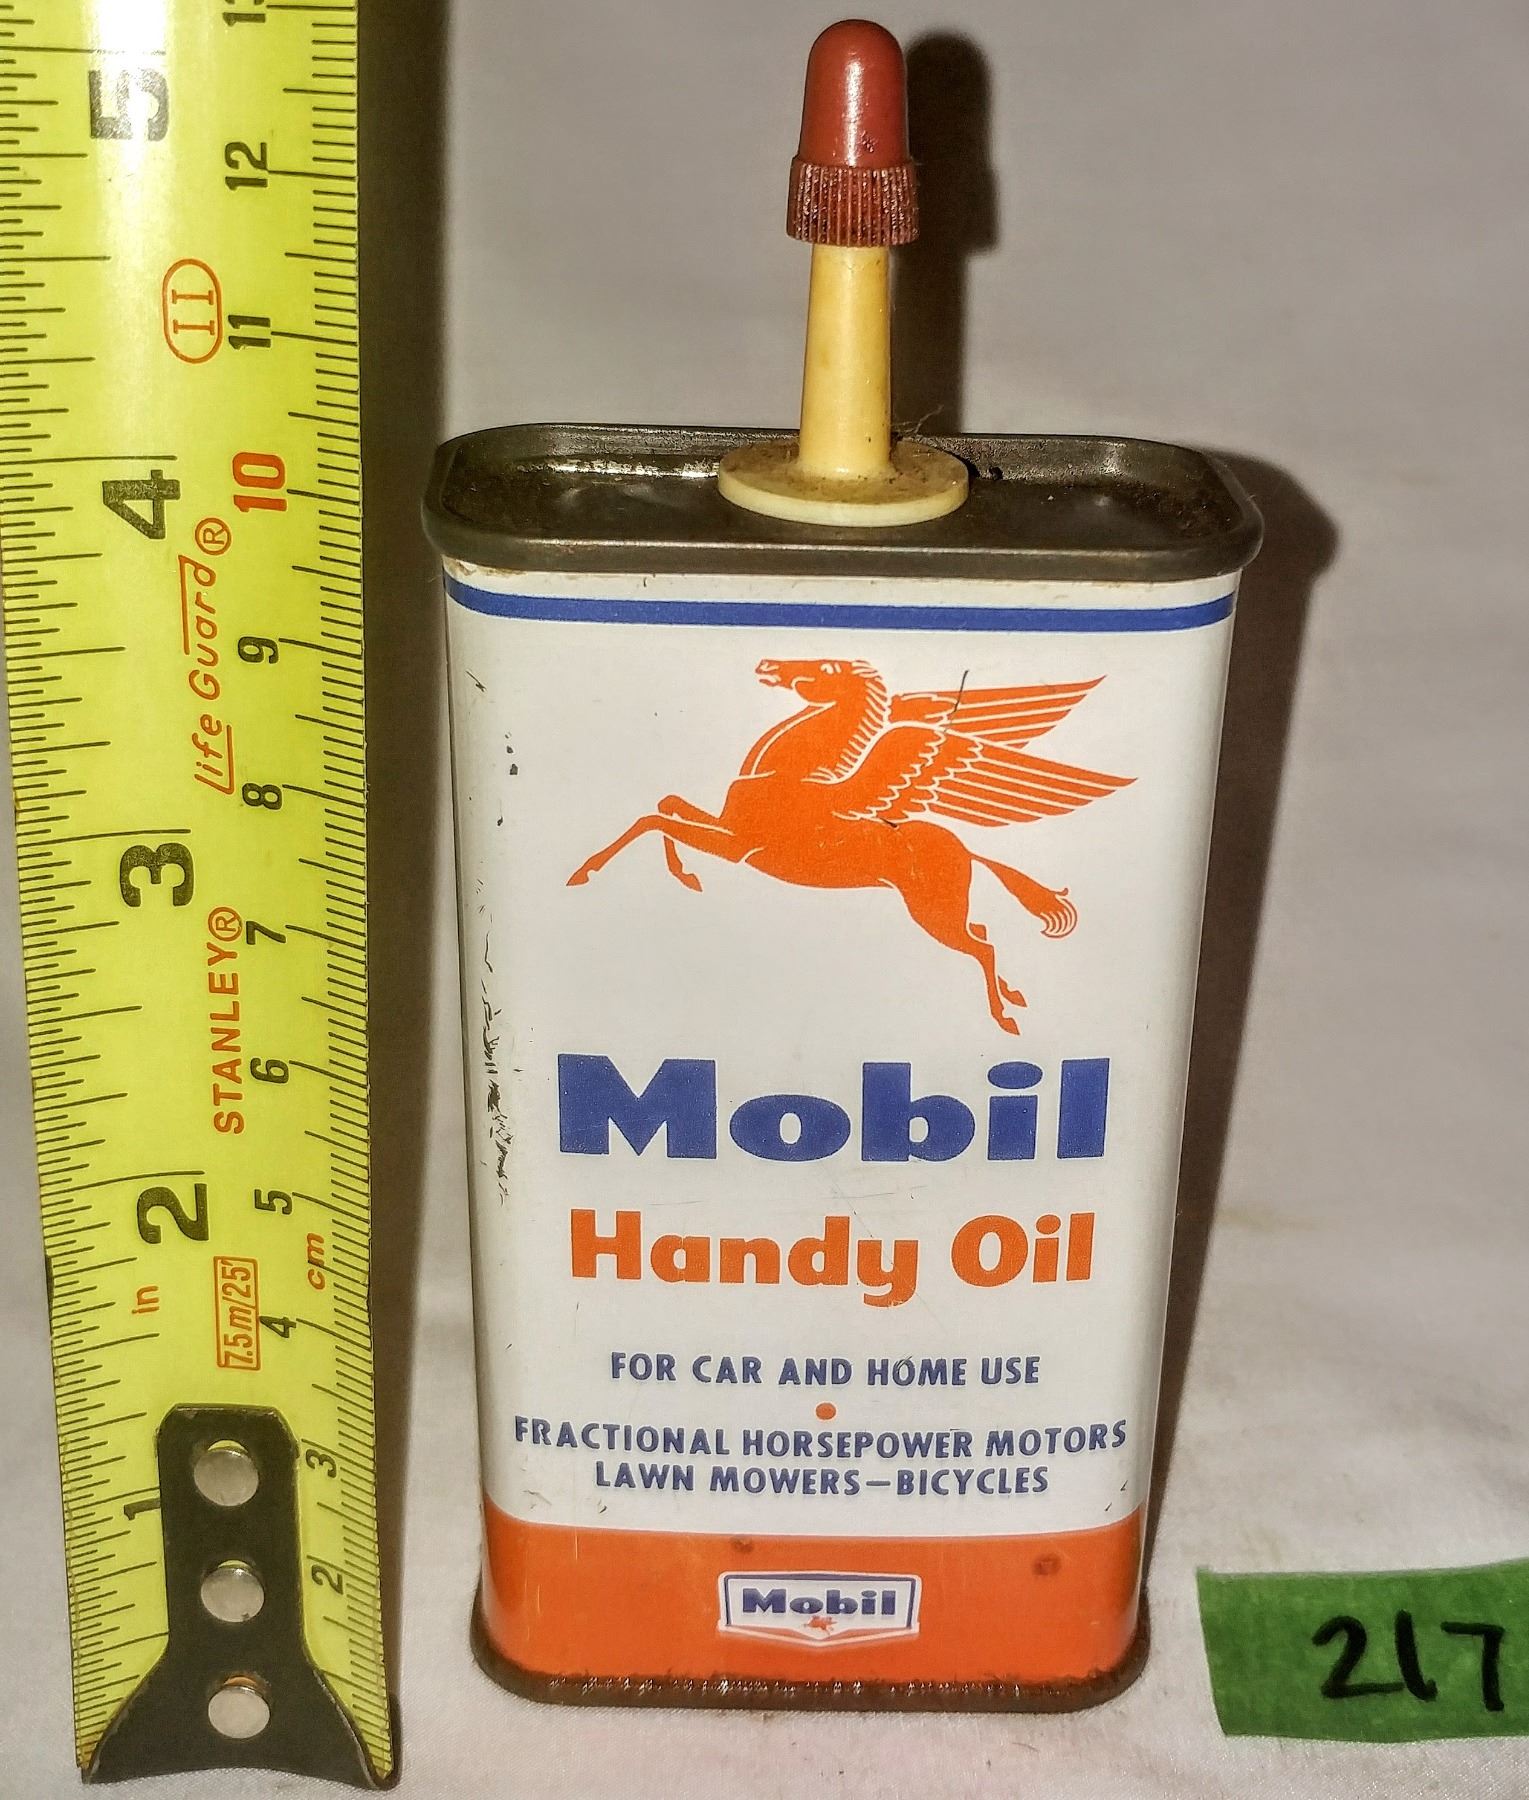 13
5
12
II
11
4
10
Life Guard®
9
8
3
STANLEY®
7
6
2
5
in
cm
7.5m/25'
4
3
1
2
Mobil
Handy Oil
FOR CAR AND HOME USE
•
FRACTIONAL HORSEPOWER MOTORS
LAWN MOWERS—BICYCLES
Mobil
217